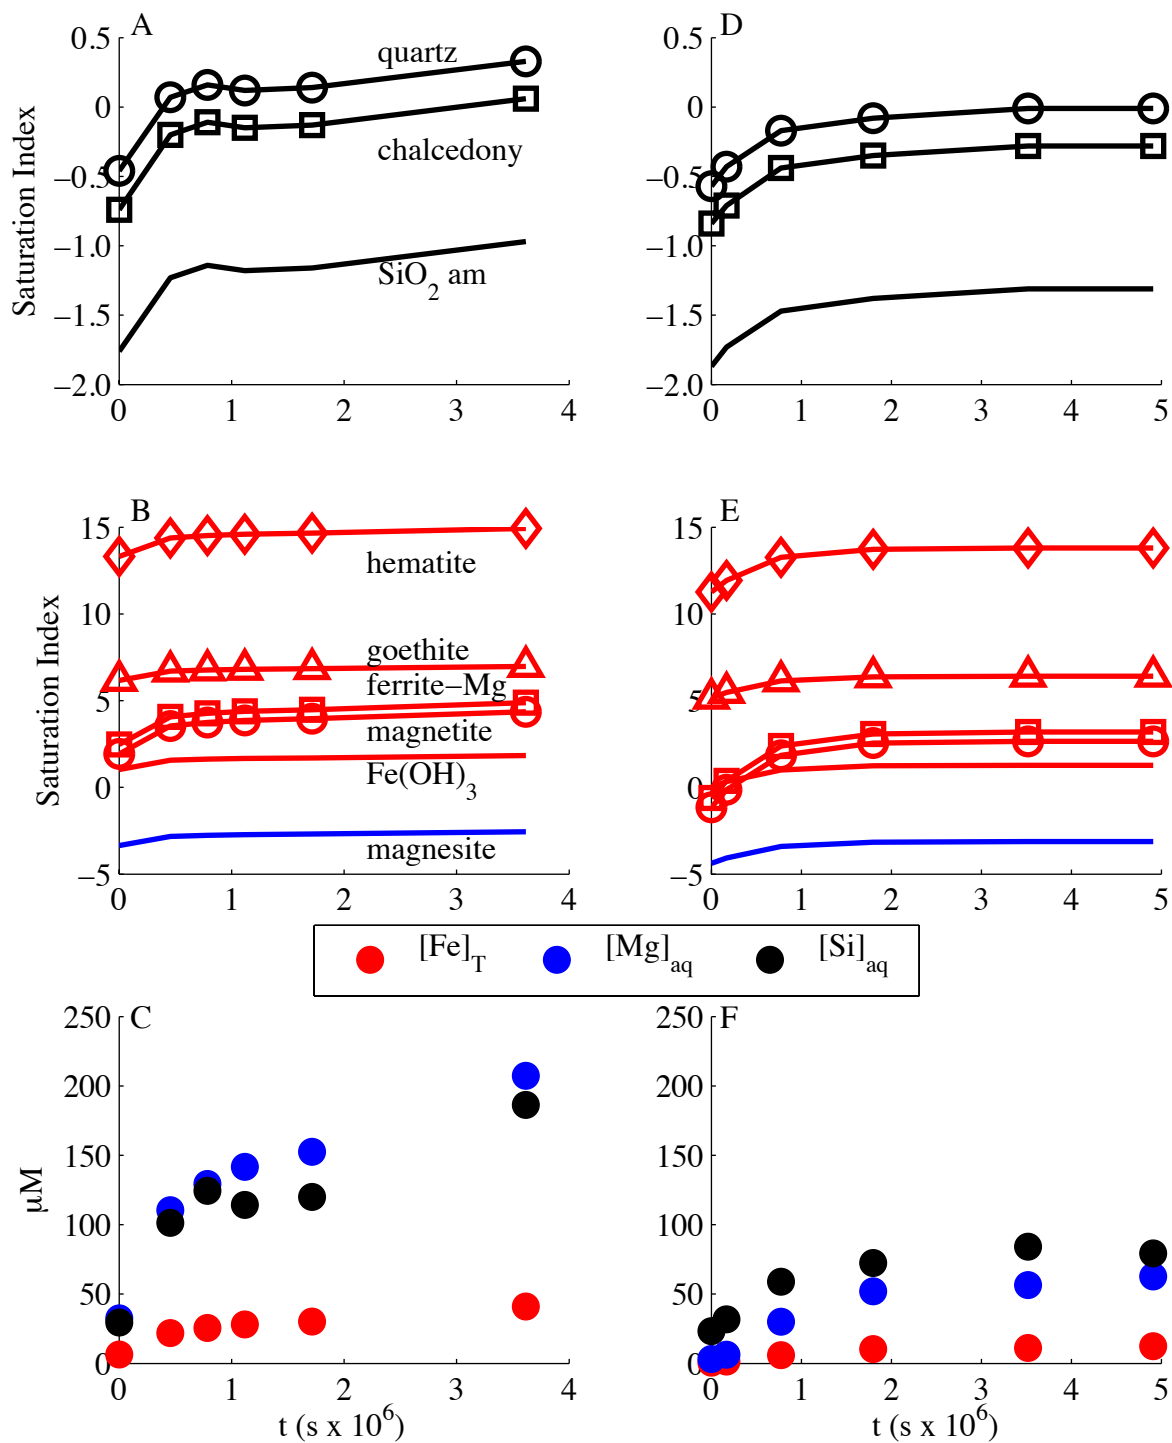 A
0.5
0
−0.5
−1.0
−1.5
−2.0
Saturation Index
quartz
chalcedony
SiO2 am
0 1 2 3 4
D
0.5
0
−0.5
−1.0
−1.5
−2.0
0 1 2 3 4 5
B
15
10
5
0
−5
Saturation Index
hematite
goethite
ferrite−Mg
magnetite
Fe(OH)3
magnesite
0 1 2 3 4
E
15
10
5
0
−5
0 1 2 3 4 5
[Fe]T [Mg]aq [Si]aq
C
250
200
150
100
50
0
μM
0 1 2 3 4
t (s x 10^6)
F
250
200
150
100
50
0
0 1 2 3 4 5
t (s x 10^6)